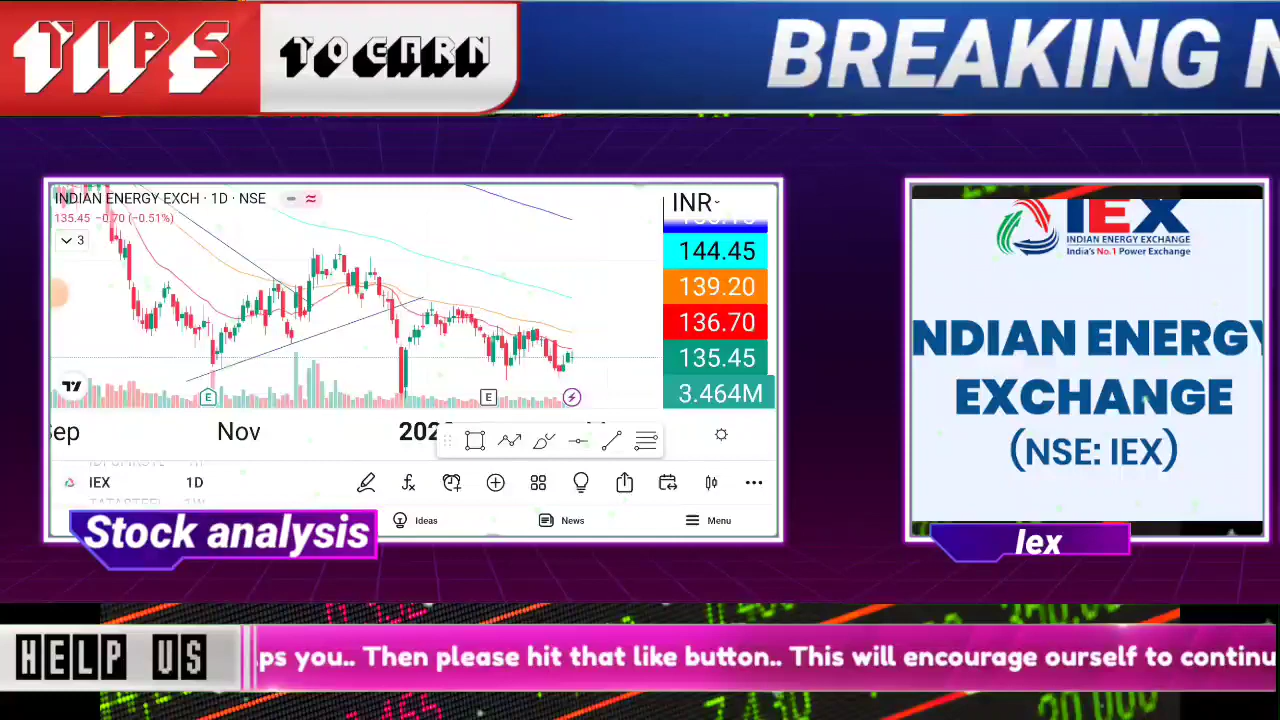 TIPS
TO EARN
BREAKING N
INDIAN ENERGY EXCH · 1D · NSE
135.45 −0.70 (−0.51%)
3
INR
144.45
139.20
136.70
135.45
3.464M
E
E
Sep
Nov
IEX 1D
Ideas
News
Menu
Stock analysis
IEX
INDIAN ENERGY EXCHANGE
India's No.1 Power Exchange
NDIAN ENERGY
EXCHANGE
(NSE: IEX)
Iex
HELP US
ps you.. Then please hit that like button.. This will encourage ourself to continu